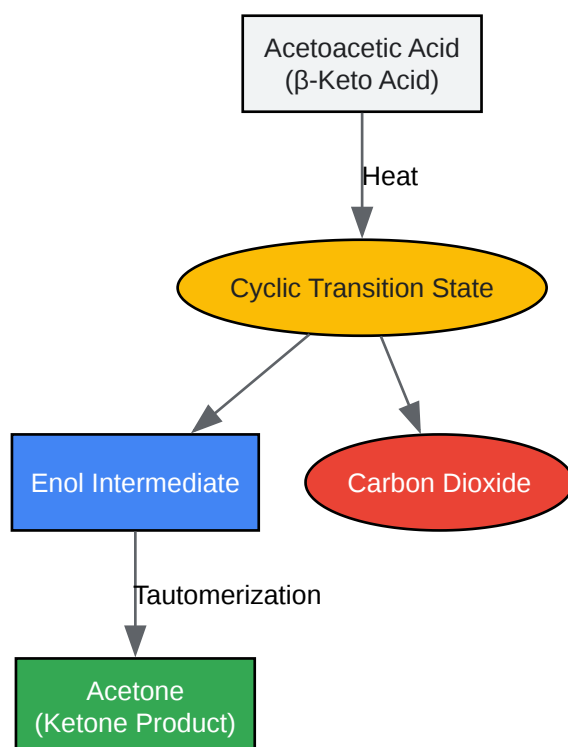 Acetoacetic Acid
(β-Keto Acid)
Heat
Cyclic Transition State
Enol Intermediate
Carbon Dioxide
Tautomerization
Acetone
(Ketone Product)